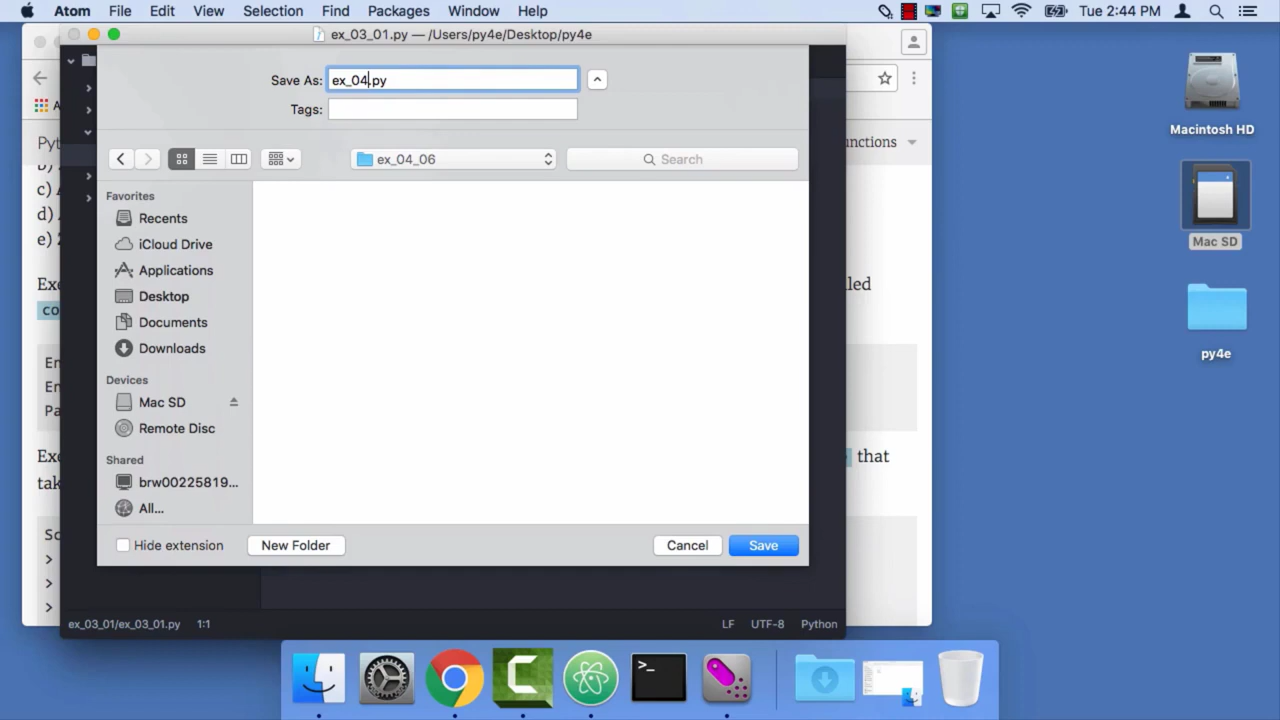 Atom File Edit View Selection Find Packages Window Help
Tue 2:44 PM
ex_03_01.py — /Users/py4e/Desktop/py4e
Save As: ex_04.py
Tags:
ex_04_06
Search
Favorites
Recents
iCloud Drive
Applications
Desktop
Documents
Downloads
Devices
Mac SD
Remote Disc
Shared
brw00225819...
All...
Hide extension
New Folder
Cancel
Save
ex_03_01/ex_03_01.py 1:1
LF UTF-8 Python
c)
d)
e)
that
>
>
>
>_
Macintosh HD
Mac SD
py4e